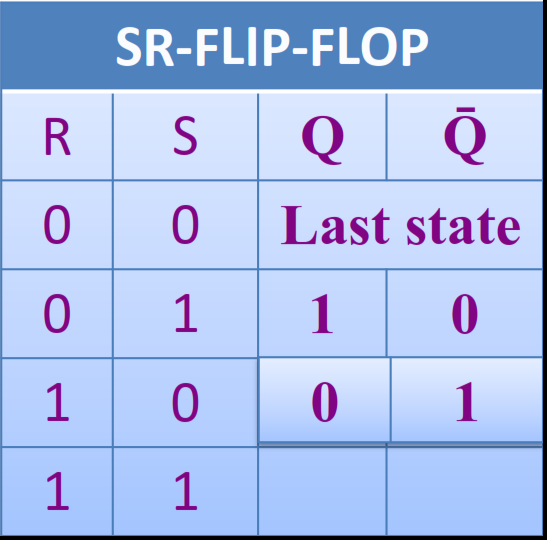 SR-FLIP-FLOP
R S Q Q̄
0 0 Last state
0 1 1 0
1 0 0 1
1 1